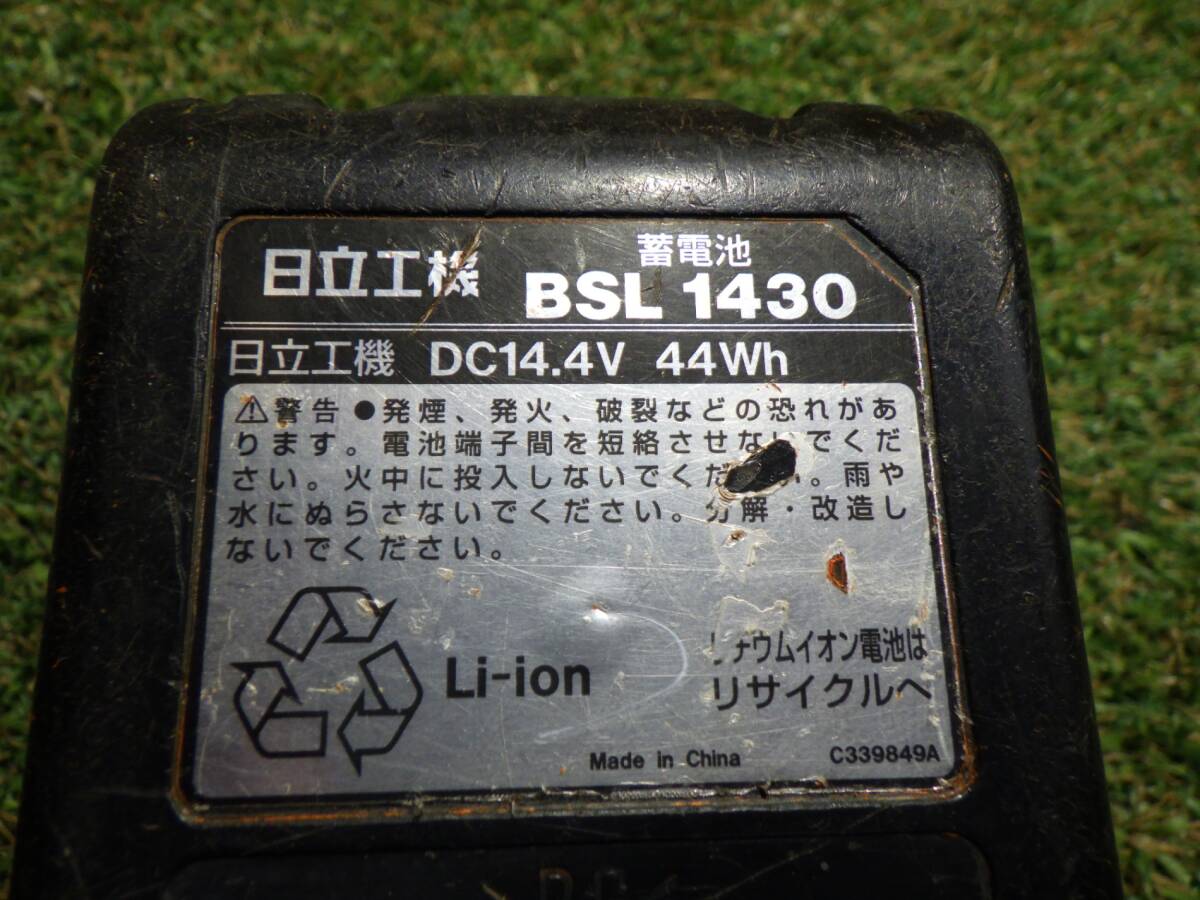 蓄電池
日立工機 BSL 1430
日立工機 DC14.4V 44Wh
⚠警告 ●発煙、発火、破裂などの恐れがあ
ります。電池端子間を短絡させな でくだ
さい。火中に投入しないでくだ 。雨や
水にぬらさないでください。分解・改造し
ないでください。
Li-ion
リチウムイオン電池は
リサイクルへ
Made in China C339849A